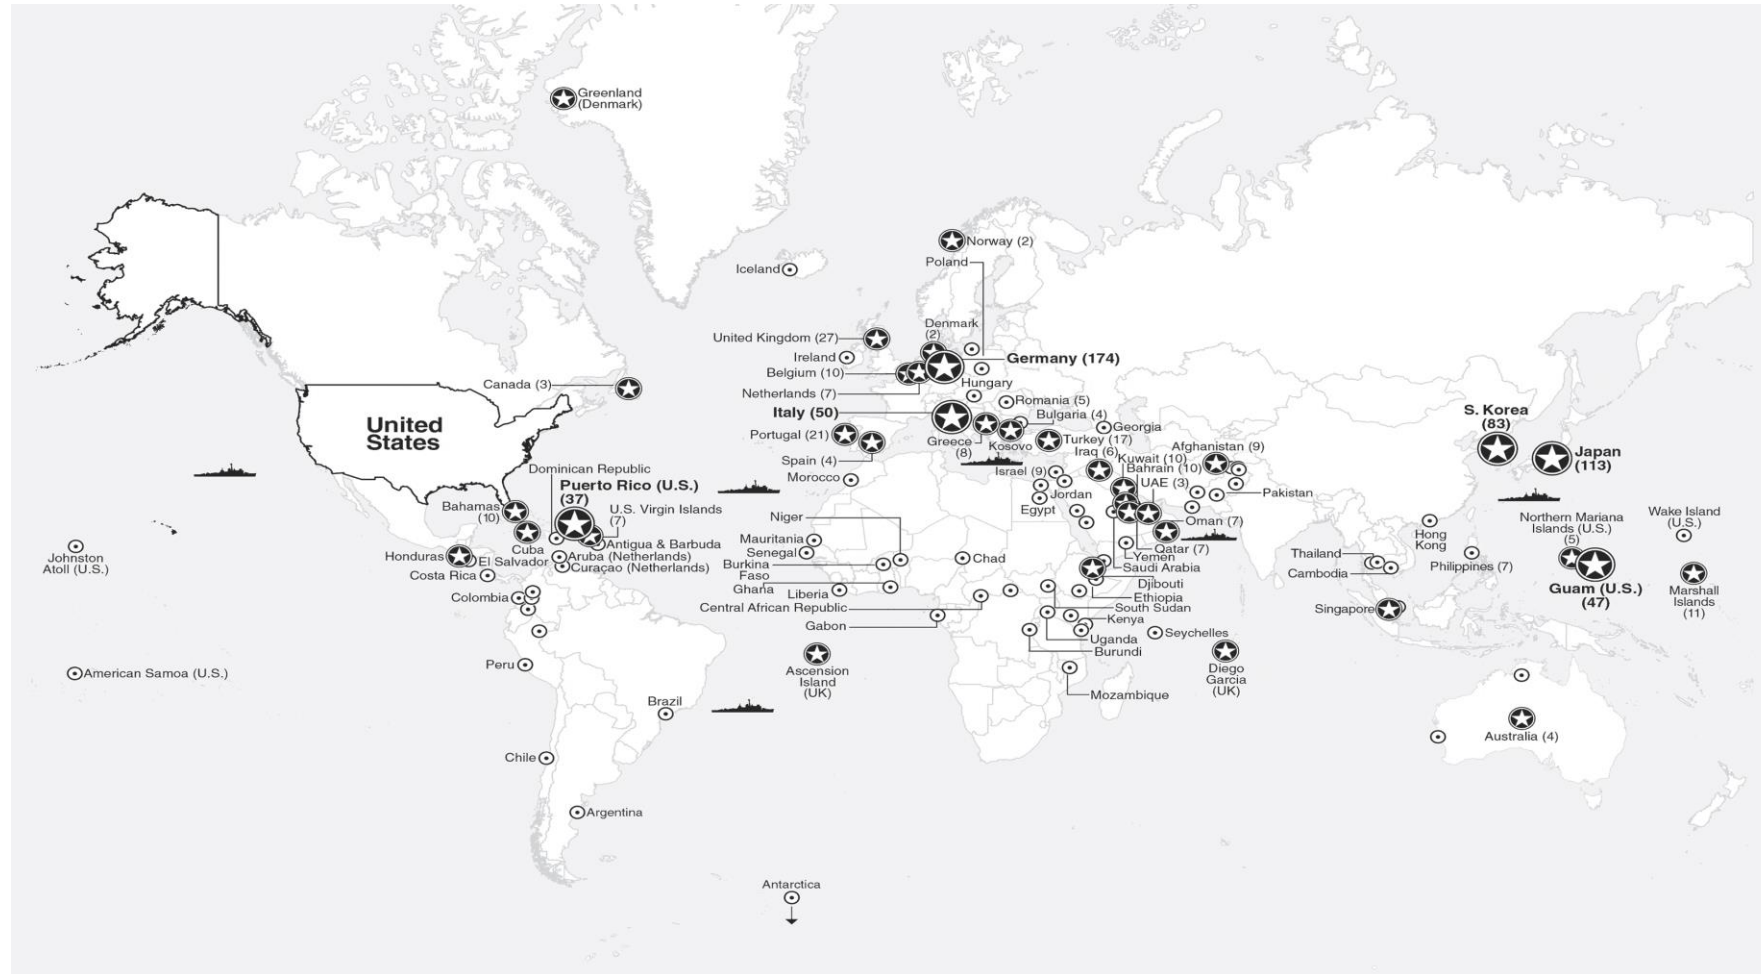 Greenland
(Denmark)
Norway (2)
Poland
Iceland
Denmark
(2)
United Kingdom (27)
Ireland
Germany (174)
Belgium (10)
Hungary
Canada (3)
Netherlands (7)
Romania (5)
Italy (50)
Bulgaria (4)
S. Korea
(83)
United
States
Georgia
Portugal (21)
Greece
(8)
Kosovo
Turkey (17)
Afghanistan (9)
Japan
(113)
Iraq (6)
Kuwait (10)
Spain (4)
Bahrain (10)
Dominican Republic
Israel (9)
UAE (3)
Morocco
Puerto Rico (U.S.)
(37)
Jordan
Pakistan
Bahamas
(10)
U.S. Virgin Islands
(7)
Egypt
Niger
Oman (7)
Northern Mariana
Islands (U.S.)
(5)
Wake Island
(U.S.)
Hong
Kong
Mauritania
Cuba
Antigua & Barbuda
Senegal
Qatar (7)
Johnston
Atoll (U.S.)
Honduras
El Salvador
Aruba (Netherlands)
Chad
Yemen
Thailand
Philippines (7)
Curaçao (Netherlands)
Burkina
Faso
Saudi Arabia
Costa Rica
Cambodia
Ghana
Djibouti
Guam (U.S.)
(47)
Marshall
Islands
(11)
Colombia
Liberia
Ethiopia
Central African Republic
South Sudan
Singapore
Kenya
Gabon
Seychelles
Uganda
Burundi
Peru
Ascension
Island
(UK)
Diego
Garcia
(UK)
American Samoa (U.S.)
Mozambique
Brazil
Australia (4)
Chile
Argentina
Antarctica